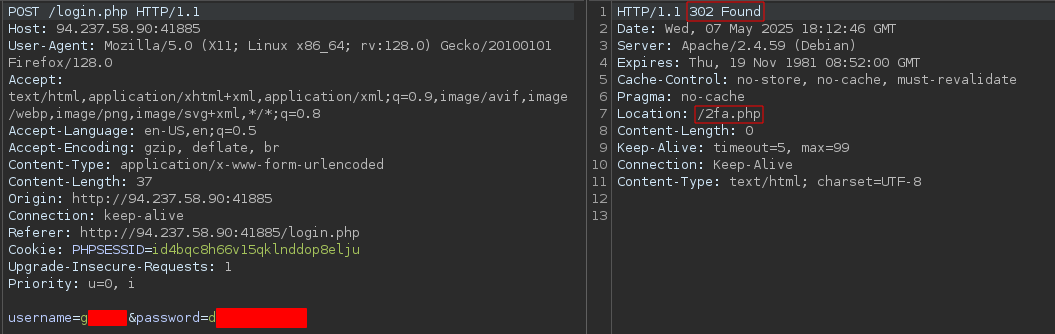 POST /login.php HTTP/1.1
Host: 94.237.58.90:41885
User-Agent: Mozilla/5.0 (X11; Linux x86_64; rv:128.0) Gecko/20100101
Firefox/128.0
Accept:
text/html,application/xhtml+xml,application/xml;q=0.9,image/avif,image
/webp,image/png,image/svg+xml,*/*;q=0.8
Accept-Language: en-US,en;q=0.5
Accept-Encoding: gzip, deflate, br
Content-Type: application/x-www-form-urlencoded
Content-Length: 37
Origin: http://94.237.58.90:41885
Connection: keep-alive
Referer: http://94.237.58.90:41885/login.php
Cookie: PHPSESSID=id4bqc8h66v15qklnddop8elju
Upgrade-Insecure-Requests: 1
Priority: u=0, i
username=g &password=d
1 HTTP/1.1 302 Found
2 Date: Wed, 07 May 2025 18:12:46 GMT
3 Server: Apache/2.4.59 (Debian)
4 Expires: Thu, 19 Nov 1981 08:52:00 GMT
5 Cache-Control: no-store, no-cache, must-revalidate
6 Pragma: no-cache
7 Location: /2fa.php
8 Content-Length: 0
9 Keep-Alive: timeout=5, max=99
10 Connection: Keep-Alive
11 Content-Type: text/html; charset=UTF-8
12
13